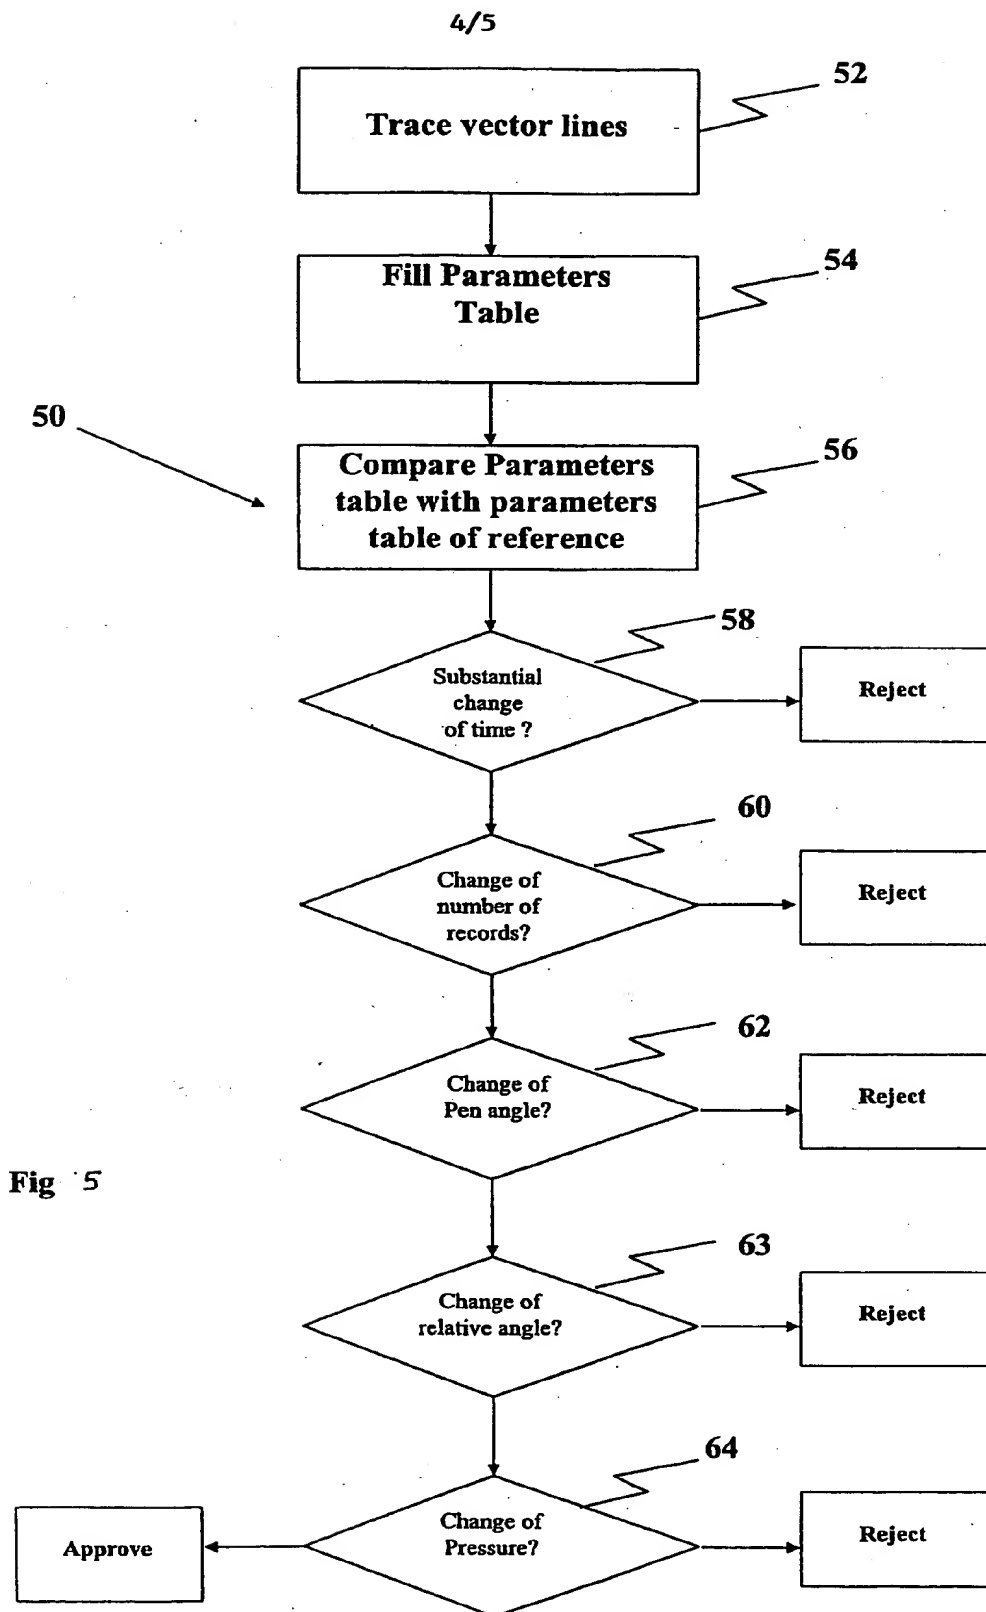 4/5
52
Trace vector lines
54
Fill Parameters
Table
50
56
Compare Parameters
table with parameters
table of reference
58
Substantial
change
of time ?
Reject
60
Change of
number of
records?
Reject
62
Change of
Pen angle?
Reject
Fig 5
63
Change of
relative angle?
Reject
64
Change of
Pressure?
Reject
Approve